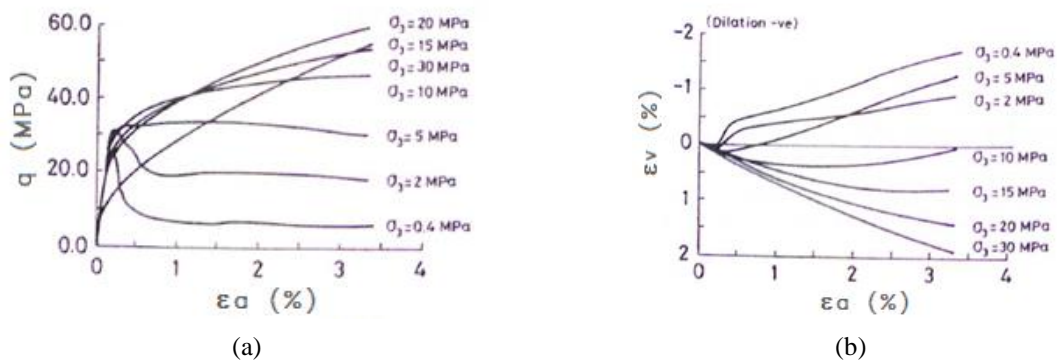 60.0
40.0
20.0
0.0
q (MPa)
σ₃= 20 MPa
σ₃= 15 MPa
σ₃= 30 MPa
σ₃= 10 MPa
σ₃= 5 MPa
σ₃= 2 MPa
σ₃= 0.4 MPa
0 1 2 3 4
εa (%)
(a)
(Dilation -ve)
-2
-1
0
1
2
εv (%)
σ₃= 0.4 MPa
σ₃= 5 MPa
σ₃= 2 MPa
σ₃= 10 MPa
σ₃= 15 MPa
σ₃= 20 MPa
σ₃= 30 MPa
0 1 2 3 4
εa (%)
(b)